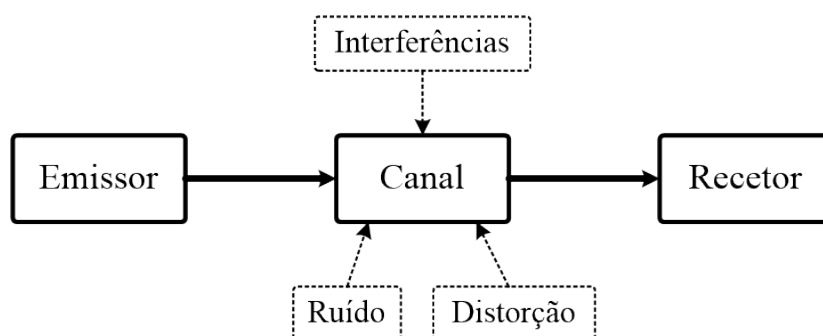 Interferências
Emissor
Canal
Recetor
Ruído
Distorção